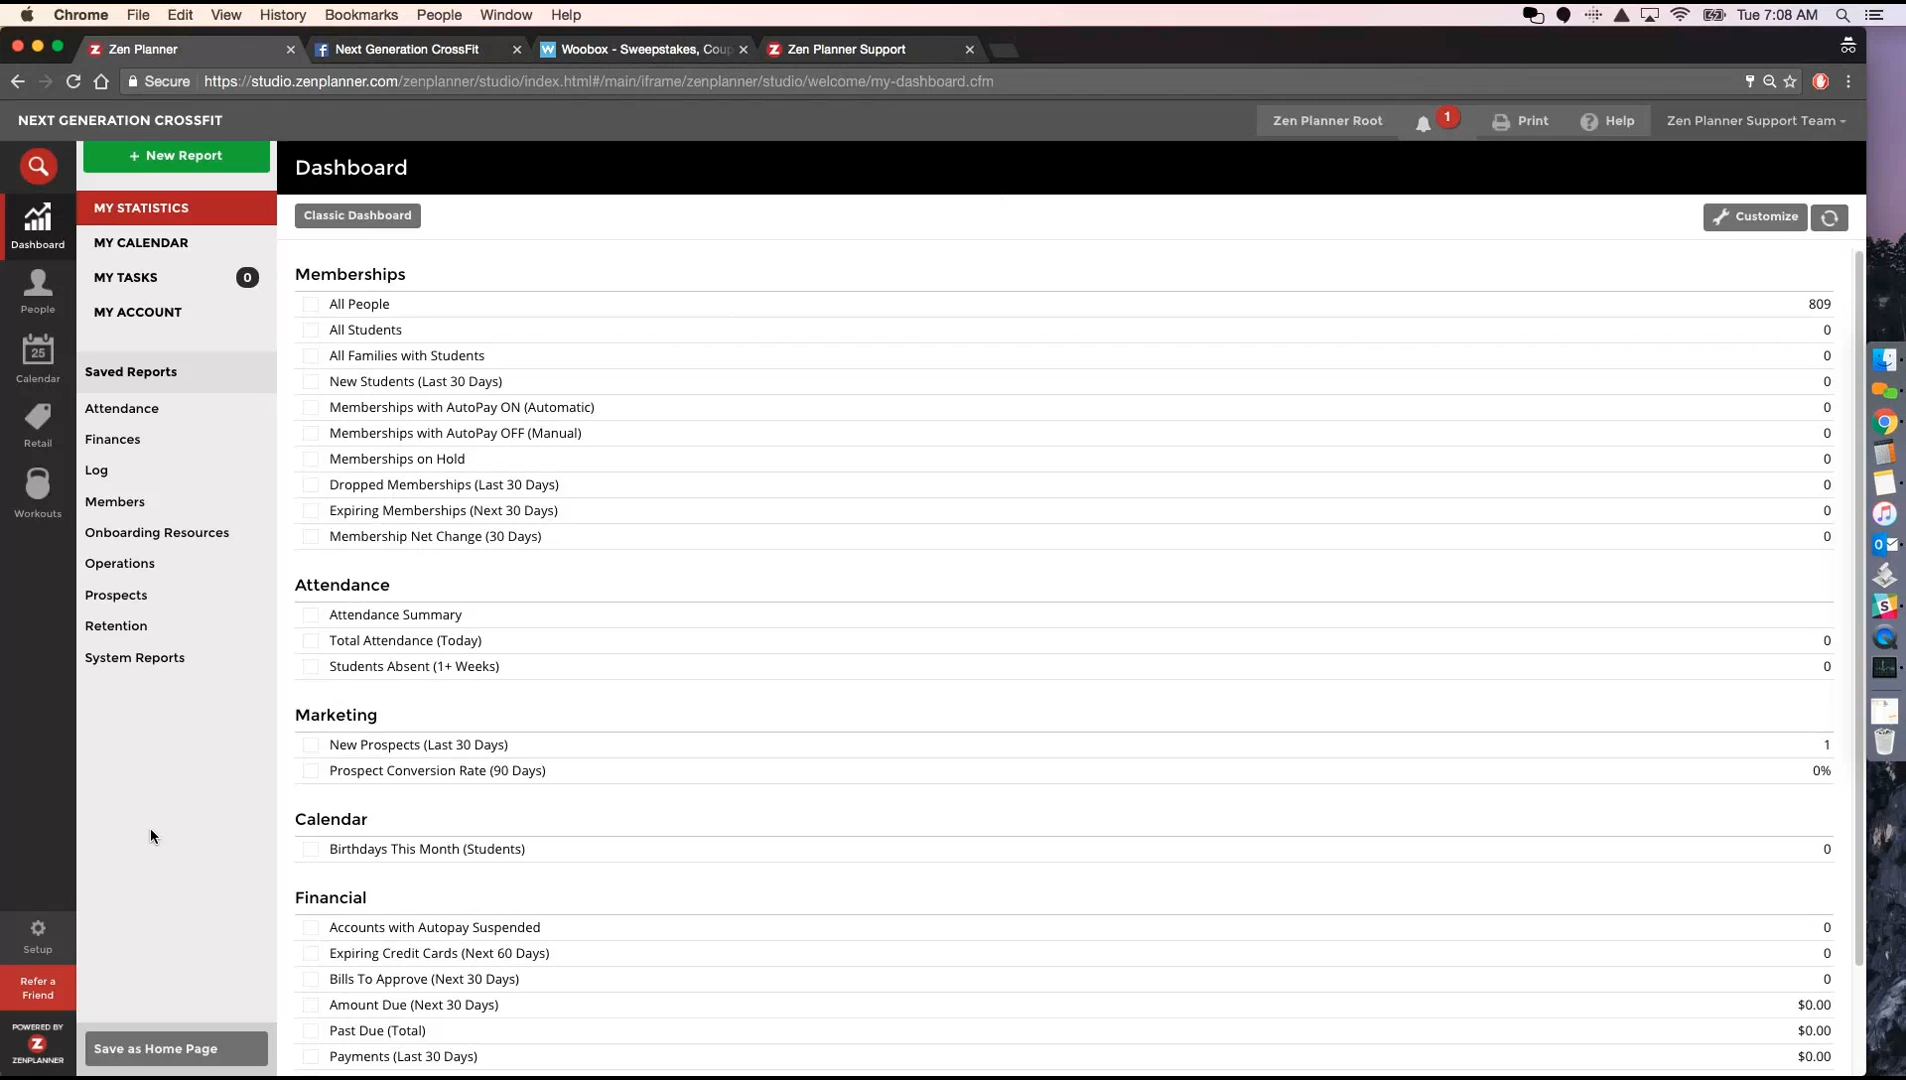 Chrome File Edit View History Bookmarks People Window Help Tue 7:08 AM
Zen Planner Next Generation CrossFit Woobox - Sweepstakes, Coup Zen Planner Support
Secure https://studio.zenplanner.com/zenplanner/studio/index.html#/main/iframe/zenplanner/studio/welcome/my-dashboard.cfm
NEXT GENERATION CROSSFIT Zen Planner Root 1 Print Help Zen Planner Support Team
Dashboard
People
25
Calendar
Retail
Workouts
Setup
Refer a
Friend
POWERED BY
ZENPLANNER
+ New Report
MY STATISTICS
MY CALENDAR
MY TASKS 0
MY ACCOUNT
Saved Reports
Attendance
Finances
Log
Members
Onboarding Resources
Operations
Prospects
Retention
System Reports
Save as Home Page
Dashboard
Classic Dashboard Customize
Memberships
All People 809
All Students 0
All Families with Students 0
New Students (Last 30 Days) 0
Memberships with AutoPay ON (Automatic) 0
Memberships with AutoPay OFF (Manual) 0
Memberships on Hold 0
Dropped Memberships (Last 30 Days) 0
Expiring Memberships (Next 30 Days) 0
Membership Net Change (30 Days) 0
Attendance
Attendance Summary
Total Attendance (Today) 0
Students Absent (1+ Weeks) 0
Marketing
New Prospects (Last 30 Days) 1
Prospect Conversion Rate (90 Days) 0%
Calendar
Birthdays This Month (Students) 0
Financial
Accounts with Autopay Suspended 0
Expiring Credit Cards (Next 60 Days) 0
Bills To Approve (Next 30 Days) 0
Amount Due (Next 30 Days) $0.00
Past Due (Total) $0.00
Payments (Last 30 Days) $0.00